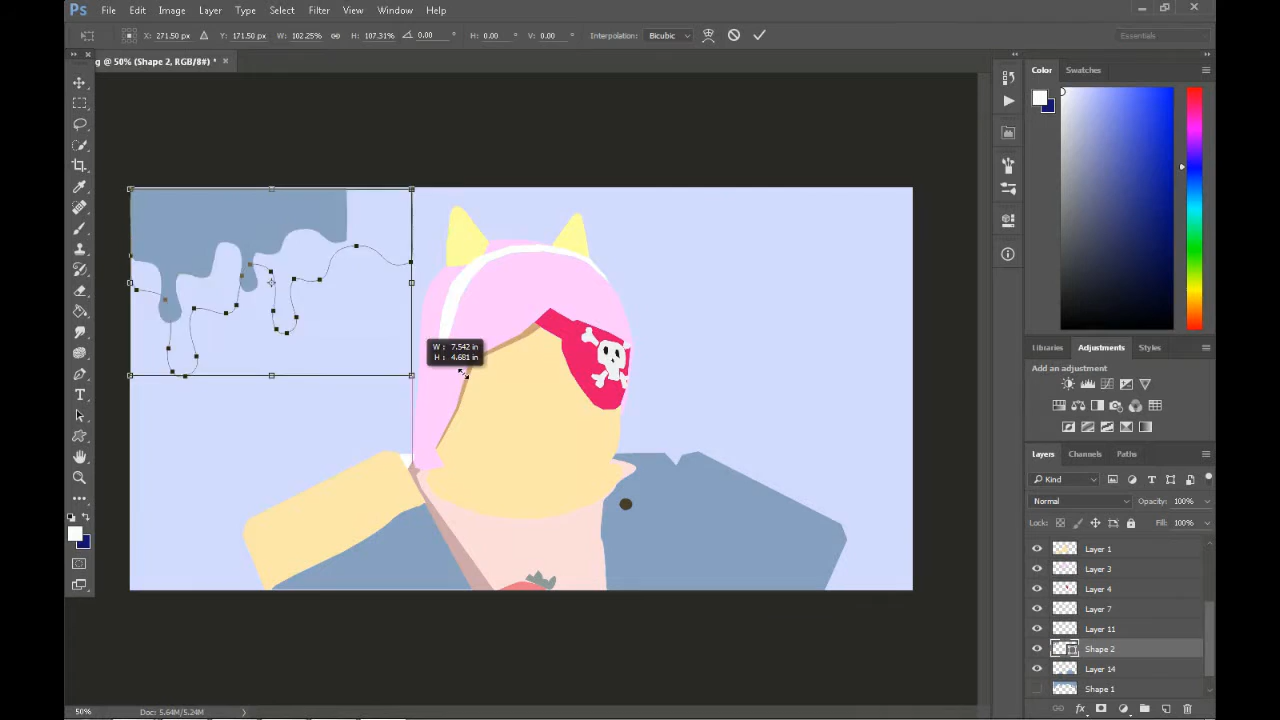 Ps File Edit Image Layer Type Select Filter View Window Help
X: 271.50 px Y: 171.50 px W: 102.25% H: 107.31% 0.00 ° H: 0.00 ° V: 0.00 ° Interpolation: Bicubic Essentials
g @ 50% (Shape 2, RGB/8#) * ×
Color Swatches
W: 7.542 in
H: 4.681 in
Libraries Adjustments Styles
Add an adjustment
Layers Channels Paths
Kind
Normal Opacity: 100%
Lock: Fill: 100%
Layer 1
Layer 3
Layer 4
Layer 7
Layer 11
Shape 2
Layer 14
Shape 1
50% Doc: 5.64M/5.24M